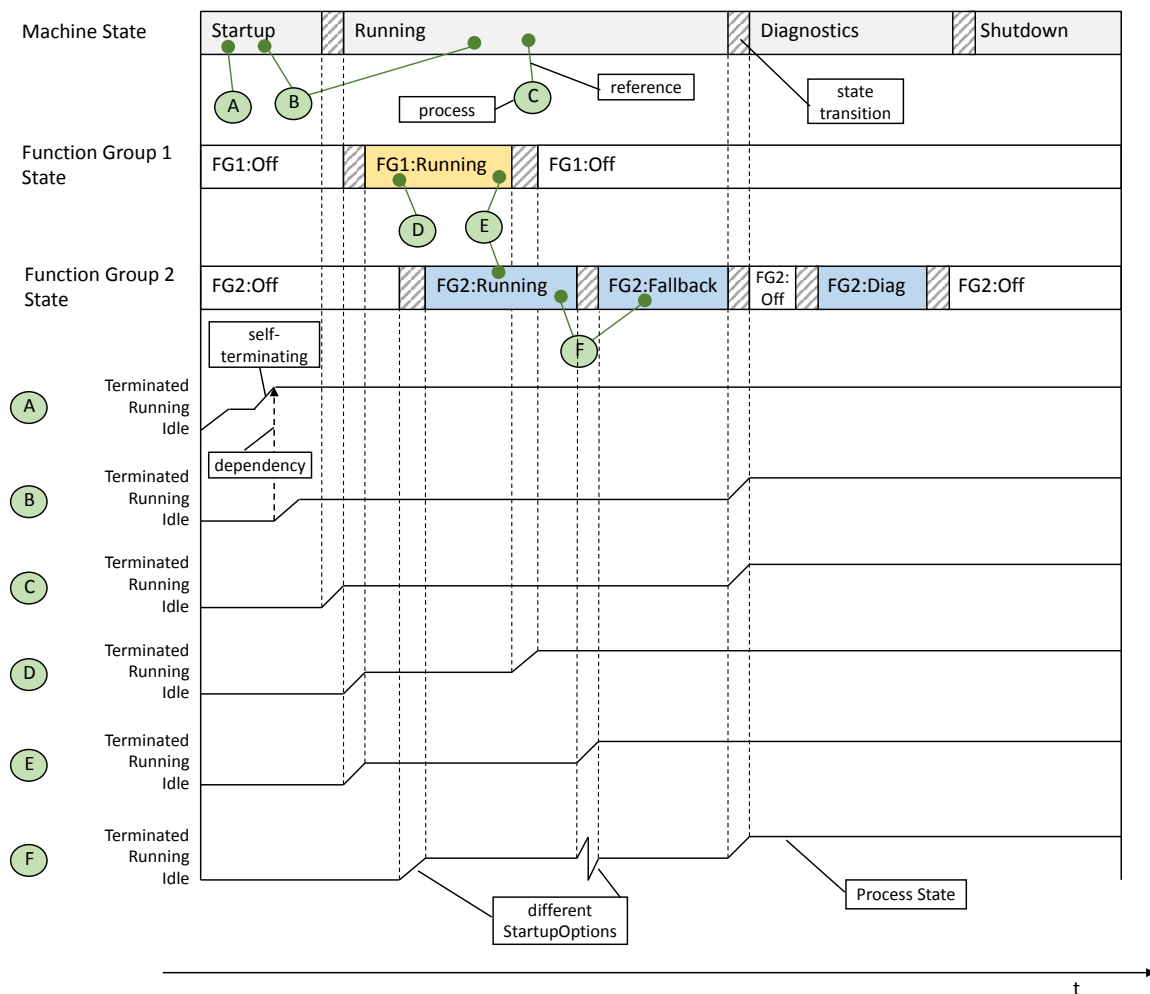 Machine State
Startup
Running
Diagnostics
Shutdown
A
B
C
process
reference
state
transition
Function Group 1
State
FG1:Off
FG1:Running
FG1:Off
D
E
Function Group 2
State
FG2:Off
FG2:Running
FG2:Fallback
FG2:
Off
FG2:Diag
FG2:Off
F
self-
terminating
A
Terminated
Running
Idle
dependency
B
Terminated
Running
Idle
C
Terminated
Running
Idle
D
Terminated
Running
Idle
E
Terminated
Running
Idle
F
Terminated
Running
Idle
different
StartupOptions
Process State
t